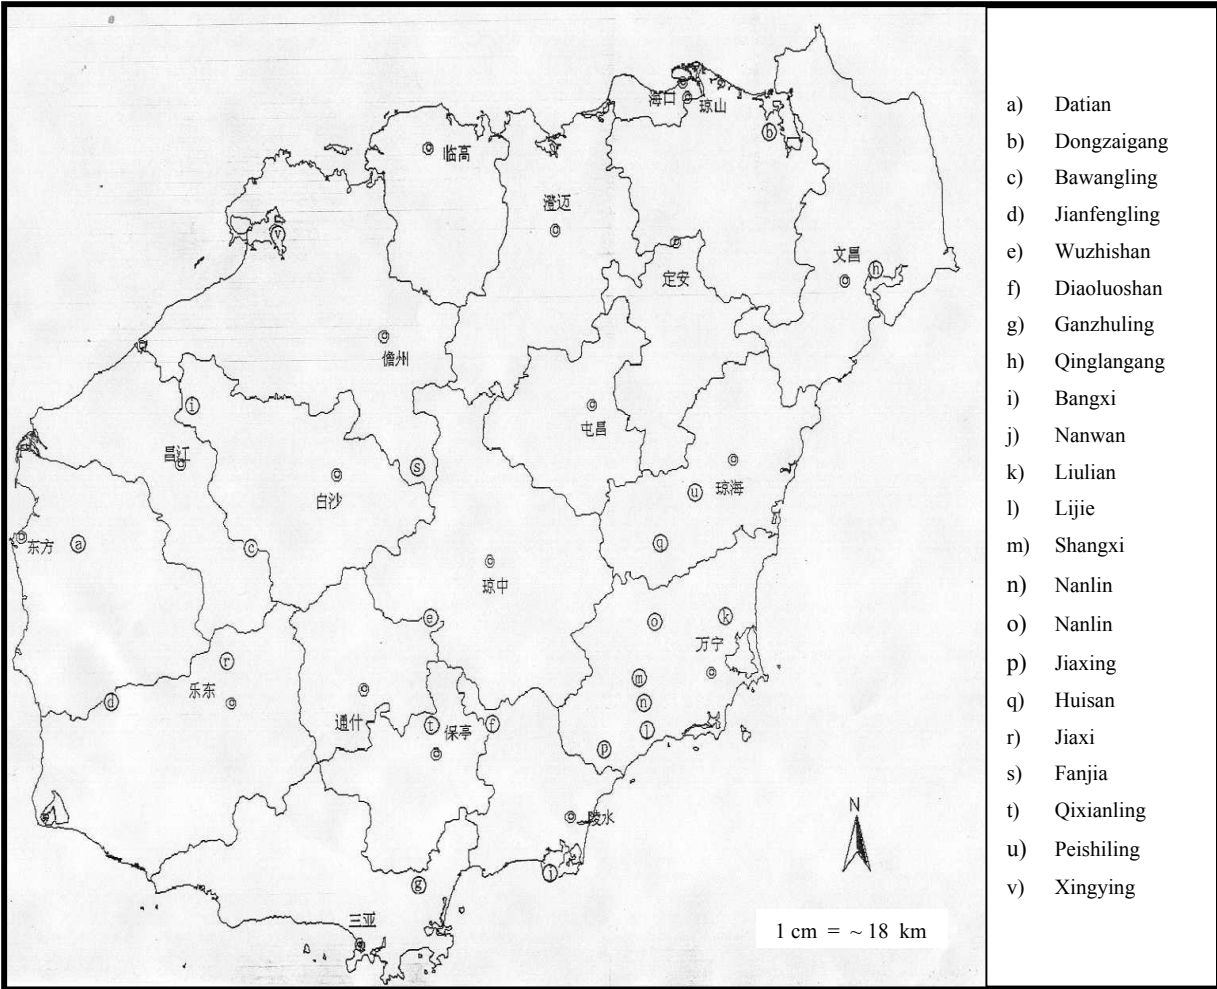 海口
琼山
b
临高
澄迈
v
文昌
h
定安
儋州
i
屯昌
昌江
s
白沙
u
琼海
东方
a
c
q
琼中
e
o
k
万宁
r
m
乐东
d
n
通什
t
保亭
f
l
p
N
陵水
j
g
三亚
1 cm = ~ 18 km
a) Datian
b) Dongzaigang
c) Bawangling
d) Jianfengling
e) Wuzhishan
f) Diaoluoshan
g) Ganzhuling
h) Qinglangang
i) Bangxi
j) Nanwan
k) Liulian
l) Lijie
m) Shangxi
n) Nanlin
o) Nanlin
p) Jiaxing
q) Huisan
r) Jiaxi
s) Fanjia
t) Qixianling
u) Peishiling
v) Xingying